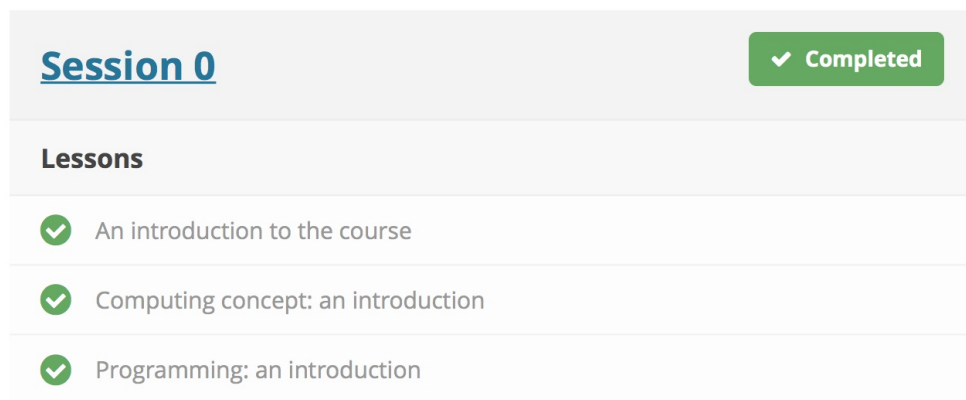 Session 0
Completed
Lessons
An introduction to the course
Computing concept: an introduction
Programming: an introduction